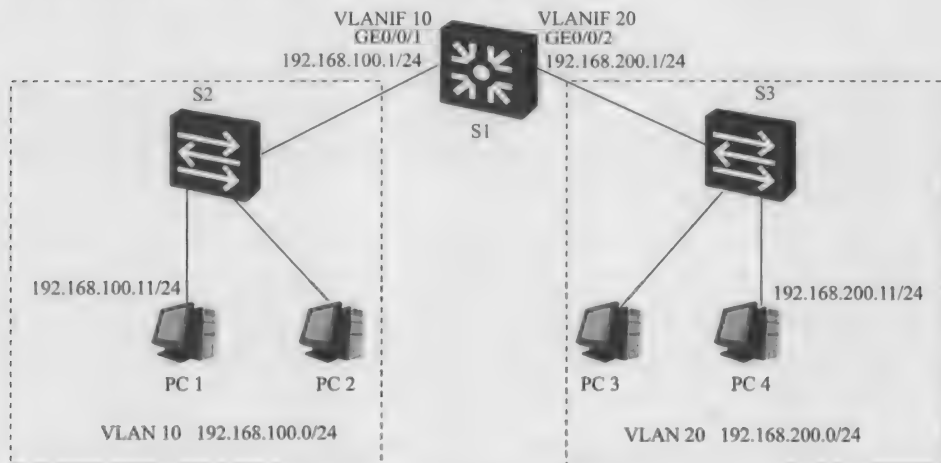 VLANIF 10
VLANIF 20
GE0/0/1
GE0/0/2
192.168.100.1/24
192.168.200.1/24
S2
S1
S3
192.168.100.11/24
192.168.200.11/24
PC 1
PC 2
PC 3
PC 4
VLAN 10 192.168.100.0/24
VLAN 20 192.168.200.0/24